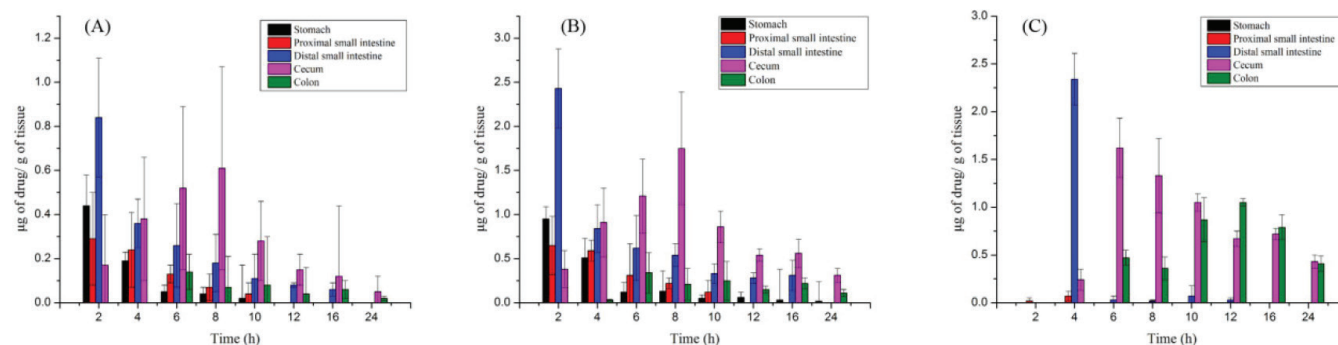 (A)
Stomach
Proximal small intestine
Distal small intestine
Cecum
Colon
1.2
1.0
0.8
0.6
0.4
0.2
0.0
µg of drug/ g of tissue
2 4 6 8 10 12 16 24
Time (h)
(B)
Stomach
Proximal small intestine
Distal small intestine
Cecum
Colon
3.0
2.5
2.0
1.5
1.0
0.5
0.0
µg of drug/ g of tissue
2 4 6 8 10 12 16 24
Time (h)
(C)
Stomach
Proximal small intestine
Distal small intestine
Cecum
Colon
3.0
2.5
2.0
1.5
1.0
0.5
0.0
µg of drug/ g of tissue
2 4 6 8 10 12 16 24
Time (h)